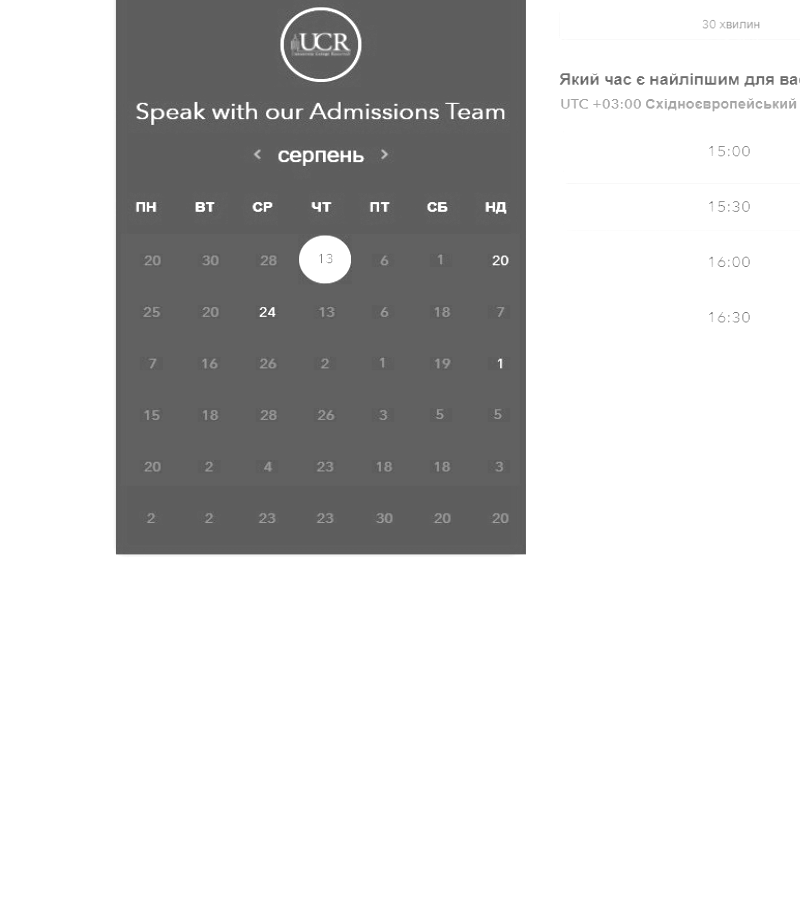 UCR
Speak with our Admissions Team
‹ серпень ›
ПН ВТ СР ЧТ ПТ СБ НД
20 30 28 13 6 1 20
25 20 24 13 6 18 7
7 16 26 2 1 19 1
15 18 28 26 3 5 5
20 2 4 23 18 18 3
2 2 23 23 30 20 20
30 хвилин
Який час є найліпшим для
UTC +03:00 Східноєвропейський
15:00
15:30
16:00
16:30